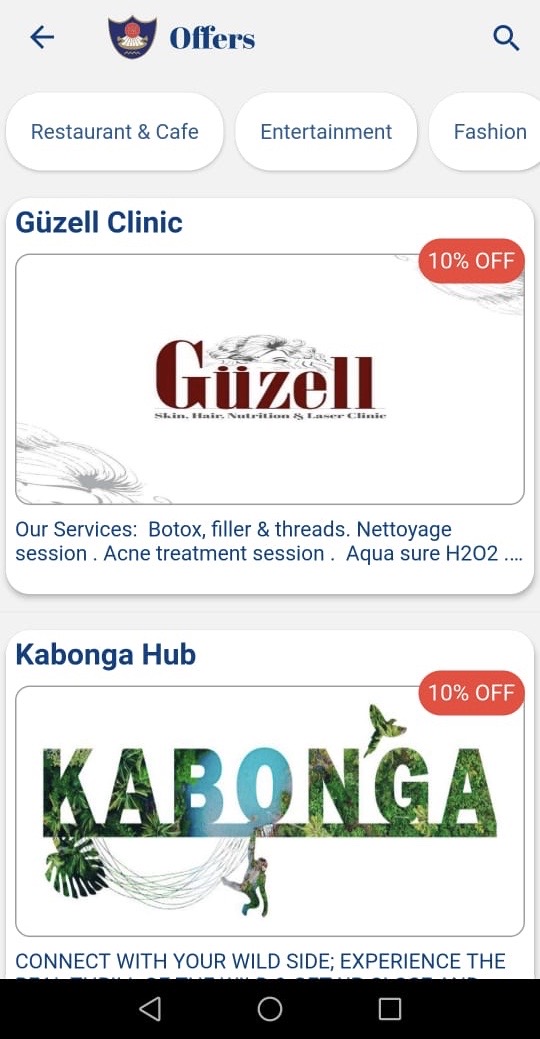 Offers
Restaurant & Cafe
Entertainment
Fashion
Güzell Clinic
10% OFF
Güzell
Skin, Hair, Nutrition & Laser Clinic
Our Services:  Botox, filler & threads. Nettoyage
session . Acne treatment session .  Aqua sure H2O2 ....
Kabonga Hub
10% OFF
KABONGA
CONNECT WITH YOUR WILD SIDE; EXPERIENCE THE